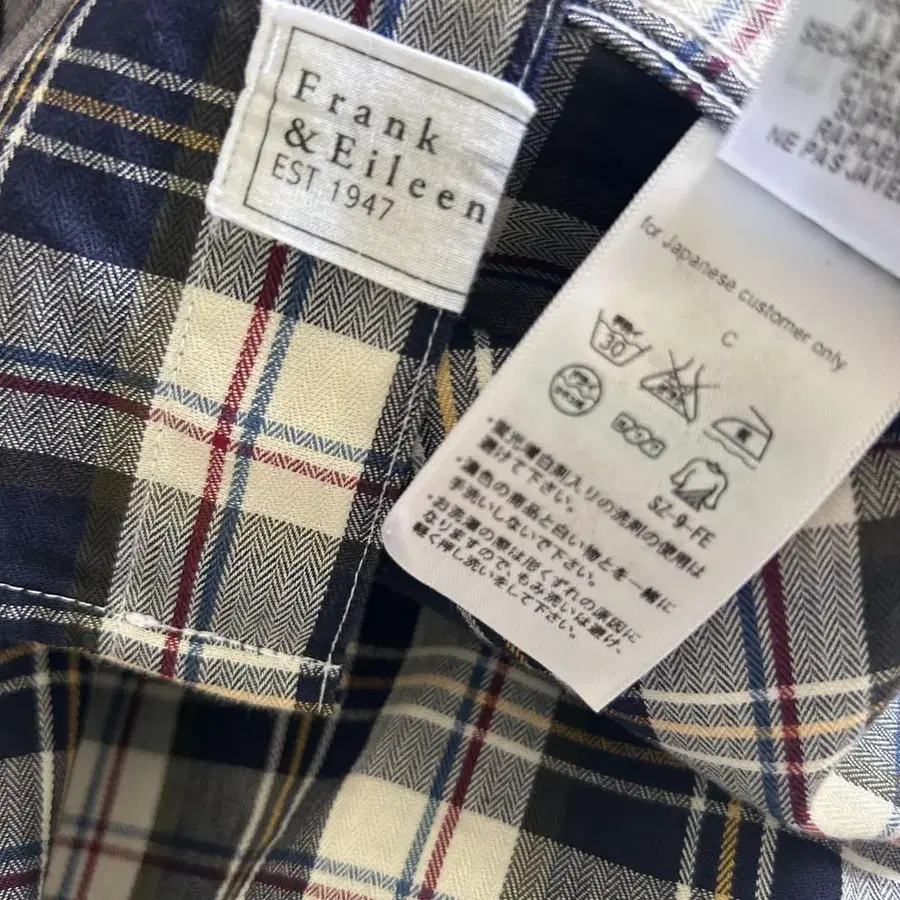 Frank
& Eileen
EST 1947
SECHER
NE PAS JAVE
for Japanese customer only
C
30
SZ-9-FE
・蛍光増白剤入りの洗剤の使用は
避けて下さい。
・濃色の商品と白い物とを一緒に
手洗いしないで下さい。
・お洗濯の際は形くずれの原因に
なりますので、もみ洗いは避け、
軽く押し洗いをして下さい。